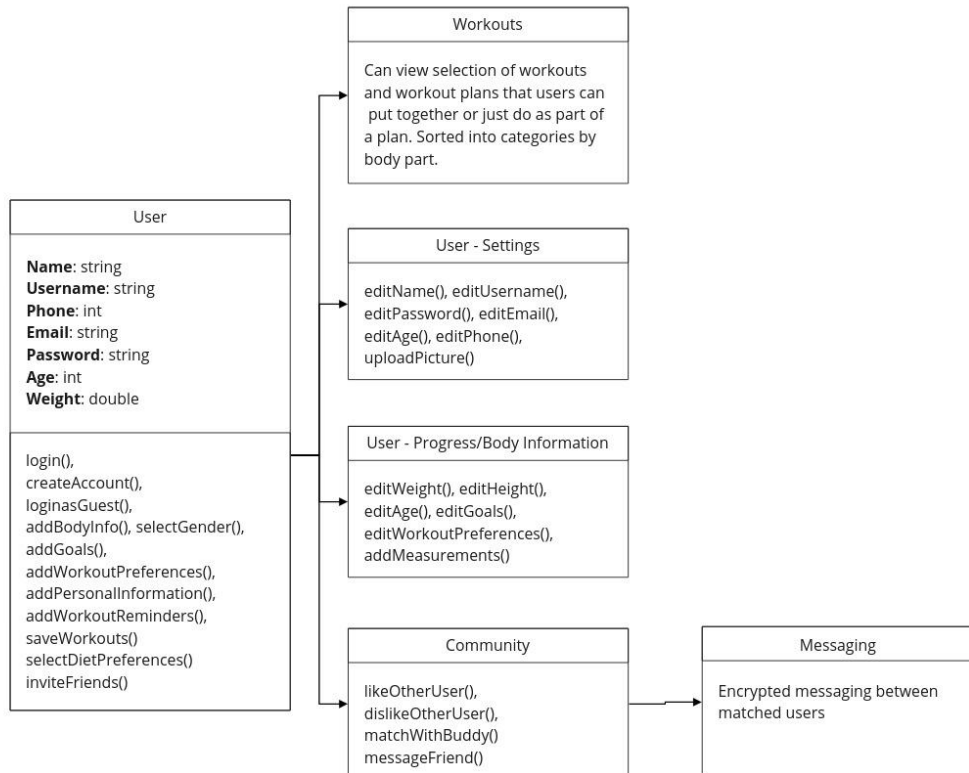 Workouts
Can view selection of workouts
and workout plans that users can
put together or just do as part of
a plan. Sorted into categories by
body part.
User
Name: string
Username: string
Phone: int
Email: string
Password: string
Age: int
Weight: double
login(),
createAccount(),
loginasGuest(),
addBodyInfo(), selectGender(),
addGoals(),
addWorkoutPreferences(),
addPersonalInformation(),
addWorkoutReminders(),
saveWorkouts()
selectDietPreferences()
inviteFriends()
User - Settings
editName(), editUsername(),
editPassword(), editEmail(),
editAge(), editPhone(),
uploadPicture()
User - Progress/Body Information
editWeight(), editHeight(),
editAge(), editGoals(),
editWorkoutPreferences(),
addMeasurements()
Community
likeOtherUser(),
dislikeOtherUser(),
matchWithBuddy()
messageFriend()
Messaging
Encrypted messaging between
matched users